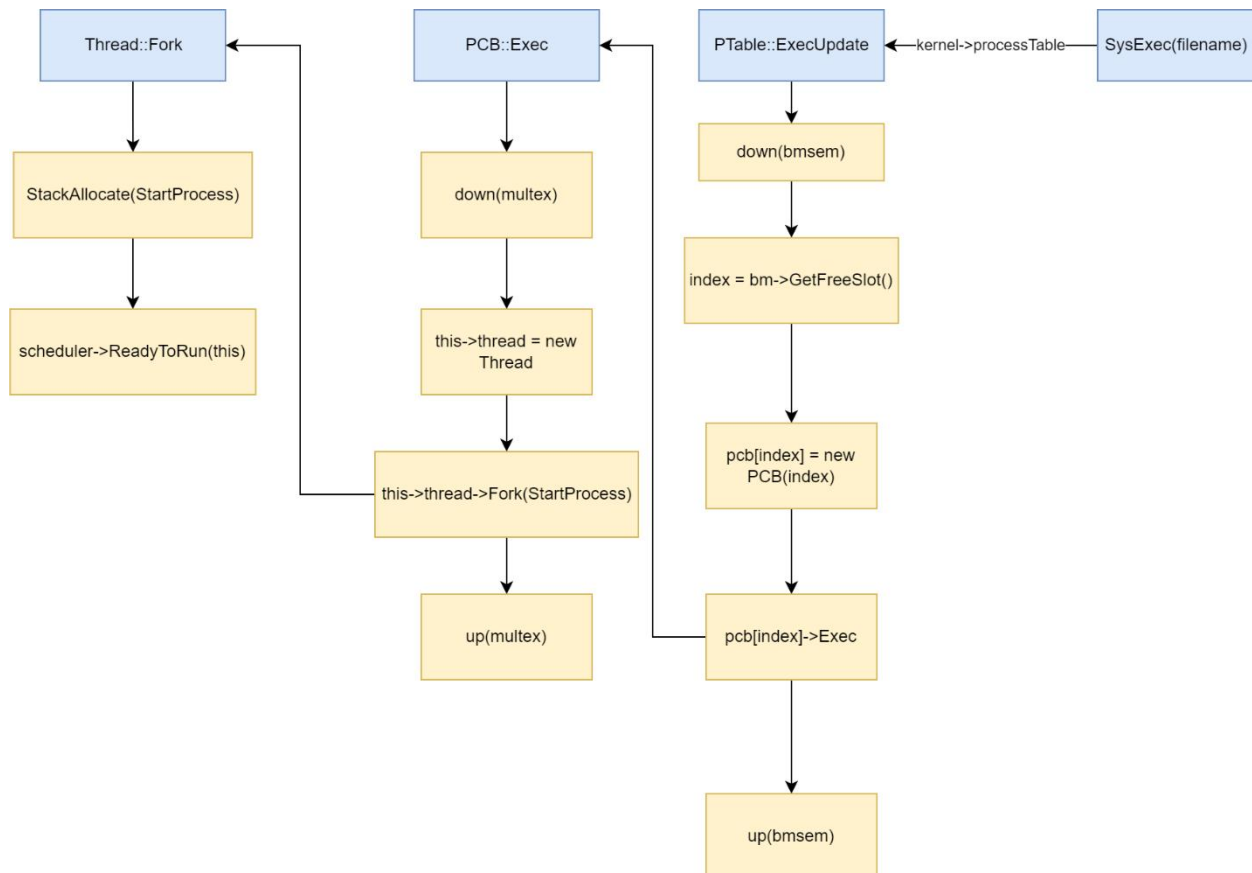 Thread::Fork
PCB::Exec
PTable::ExecUpdate
kernel->processTable
SysExec(filename)
down(bmsem)
StackAllocate(StartProcess)
down(multex)
index = bm->GetFreeSlot()
scheduler->ReadyToRun(this)
this->thread = new
Thread
pcb[index] = new
PCB(index)
this->thread->Fork(StartProcess)
up(multex)
pcb[index]->Exec
up(bmsem)